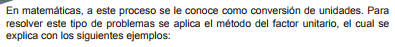 En matemáticas, a este proceso se le conoce como conversión de unidades. Para
resolver este tipo de problemas se aplica el método del factor unitario, el cual se
explica con los siguientes ejemplos: